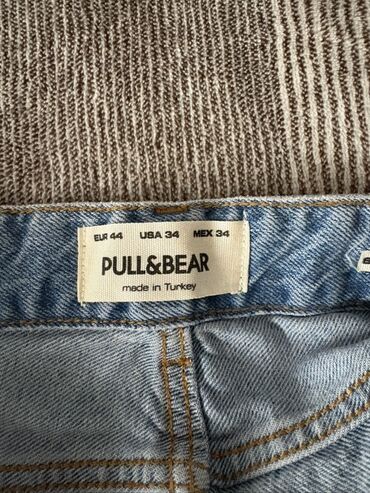 EUR 44 USA 34 MEX 34
PULL&BEAR
made in Turkey